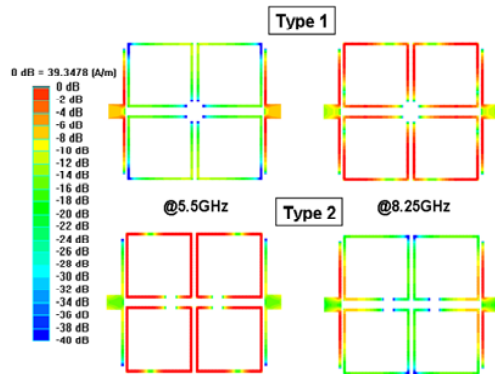 Type 1
0 dB = 39.3478 (A/m)
0 dB
-2 dB
-4 dB
-6 dB
-8 dB
-10 dB
-12 dB
-14 dB
-16 dB
-18 dB
-20 dB
-22 dB
-24 dB
-26 dB
-28 dB
-30 dB
-32 dB
-34 dB
-36 dB
-38 dB
-40 dB
@5.5GHz
Type 2
@8.25GHz